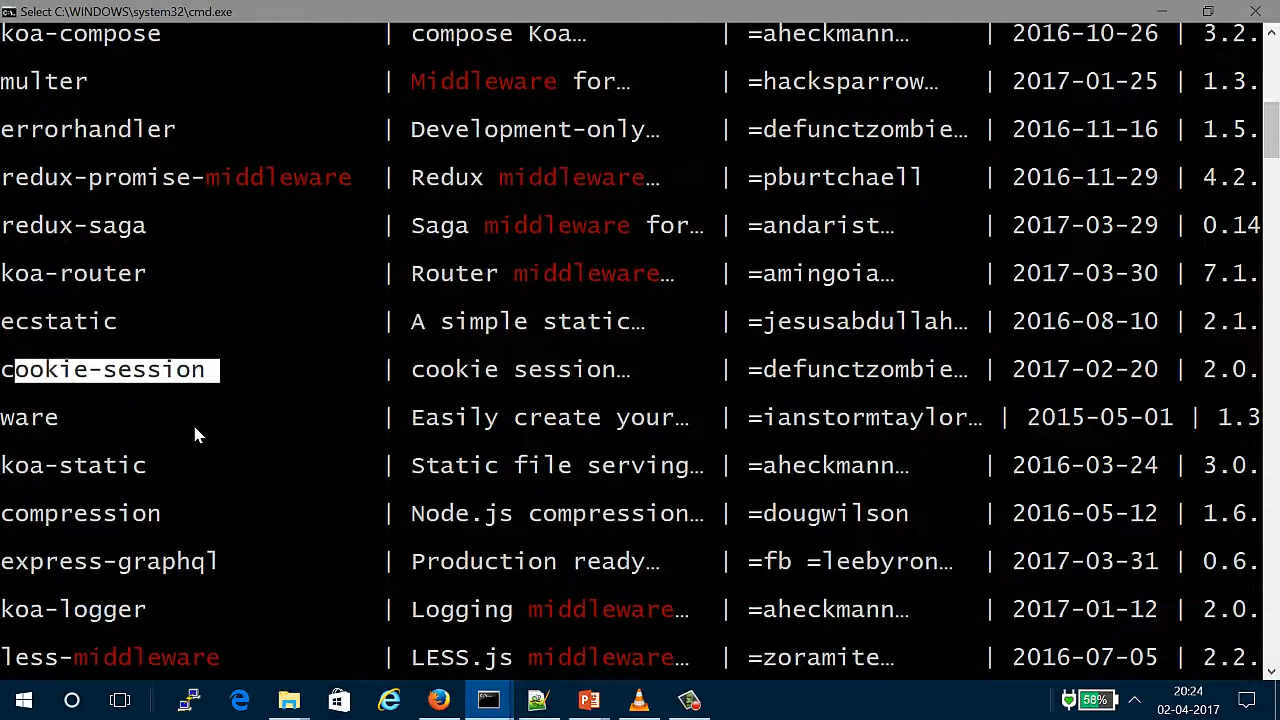 Select C:\WINDOWS\system32\cmd.exe
koa-compose | compose Koa… | =aheckmann… | 2016-10-26 | 3.2.
multer | Middleware for… | =hacksparrow… | 2017-01-25 | 1.3.
errorhandler | Development-only… | =defunctzombie… | 2016-11-16 | 1.5.
redux-promise-middleware | Redux middleware… | =pburtchaell | 2016-11-29 | 4.2.
redux-saga | Saga middleware for… | =andarist… | 2017-03-29 | 0.14
koa-router | Router middleware… | =amingoia… | 2017-03-30 | 7.1.
ecstatic | A simple static… | =jesusabdullah… | 2016-08-10 | 2.1.
cookie-session | cookie session… | =defunctzombie… | 2017-02-20 | 2.0.
ware | Easily create your… | =ianstormtaylor… | 2015-05-01 | 1.3
koa-static | Static file serving… | =aheckmann… | 2016-03-24 | 3.0.
compression | Node.js compression… | =dougwilson | 2016-05-12 | 1.6.
express-graphql | Production ready… | =fb =leebyron… | 2017-03-31 | 0.6.
koa-logger | Logging middleware… | =aheckmann… | 2017-01-12 | 2.0.
less-middleware | LESS.js middleware… | =zoramite… | 2016-07-05 | 2.2.
58%
20:24
02-04-2017